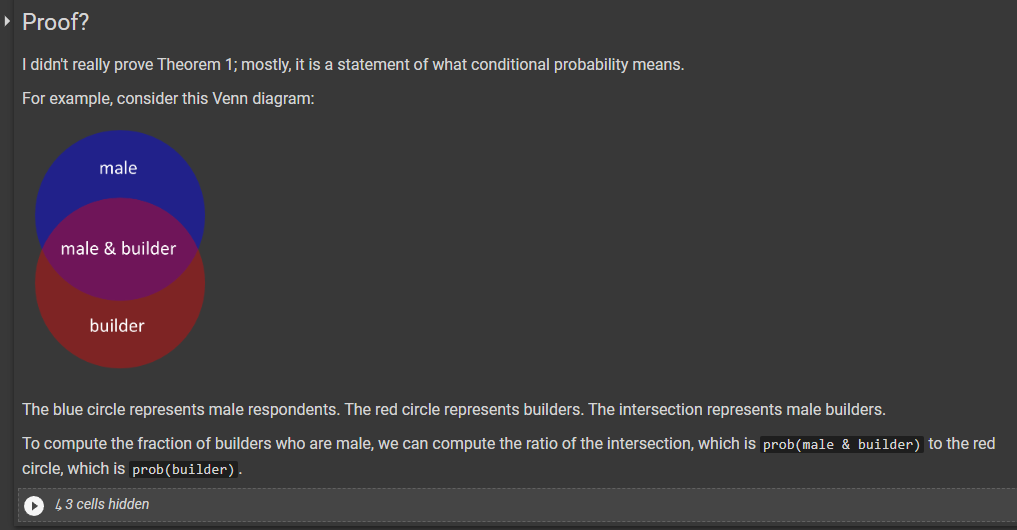 Proof?
I didn't really prove Theorem 1; mostly, it is a statement of what conditional probability means.
For example, consider this Venn diagram:
male
male & builder
builder
The blue circle represents male respondents. The red circle represents builders. The intersection represents male builders.
To compute the fraction of builders who are male, we can compute the ratio of the intersection, which is prob(male & builder) to the red
circle, which is prob(builder).
3 cells hidden